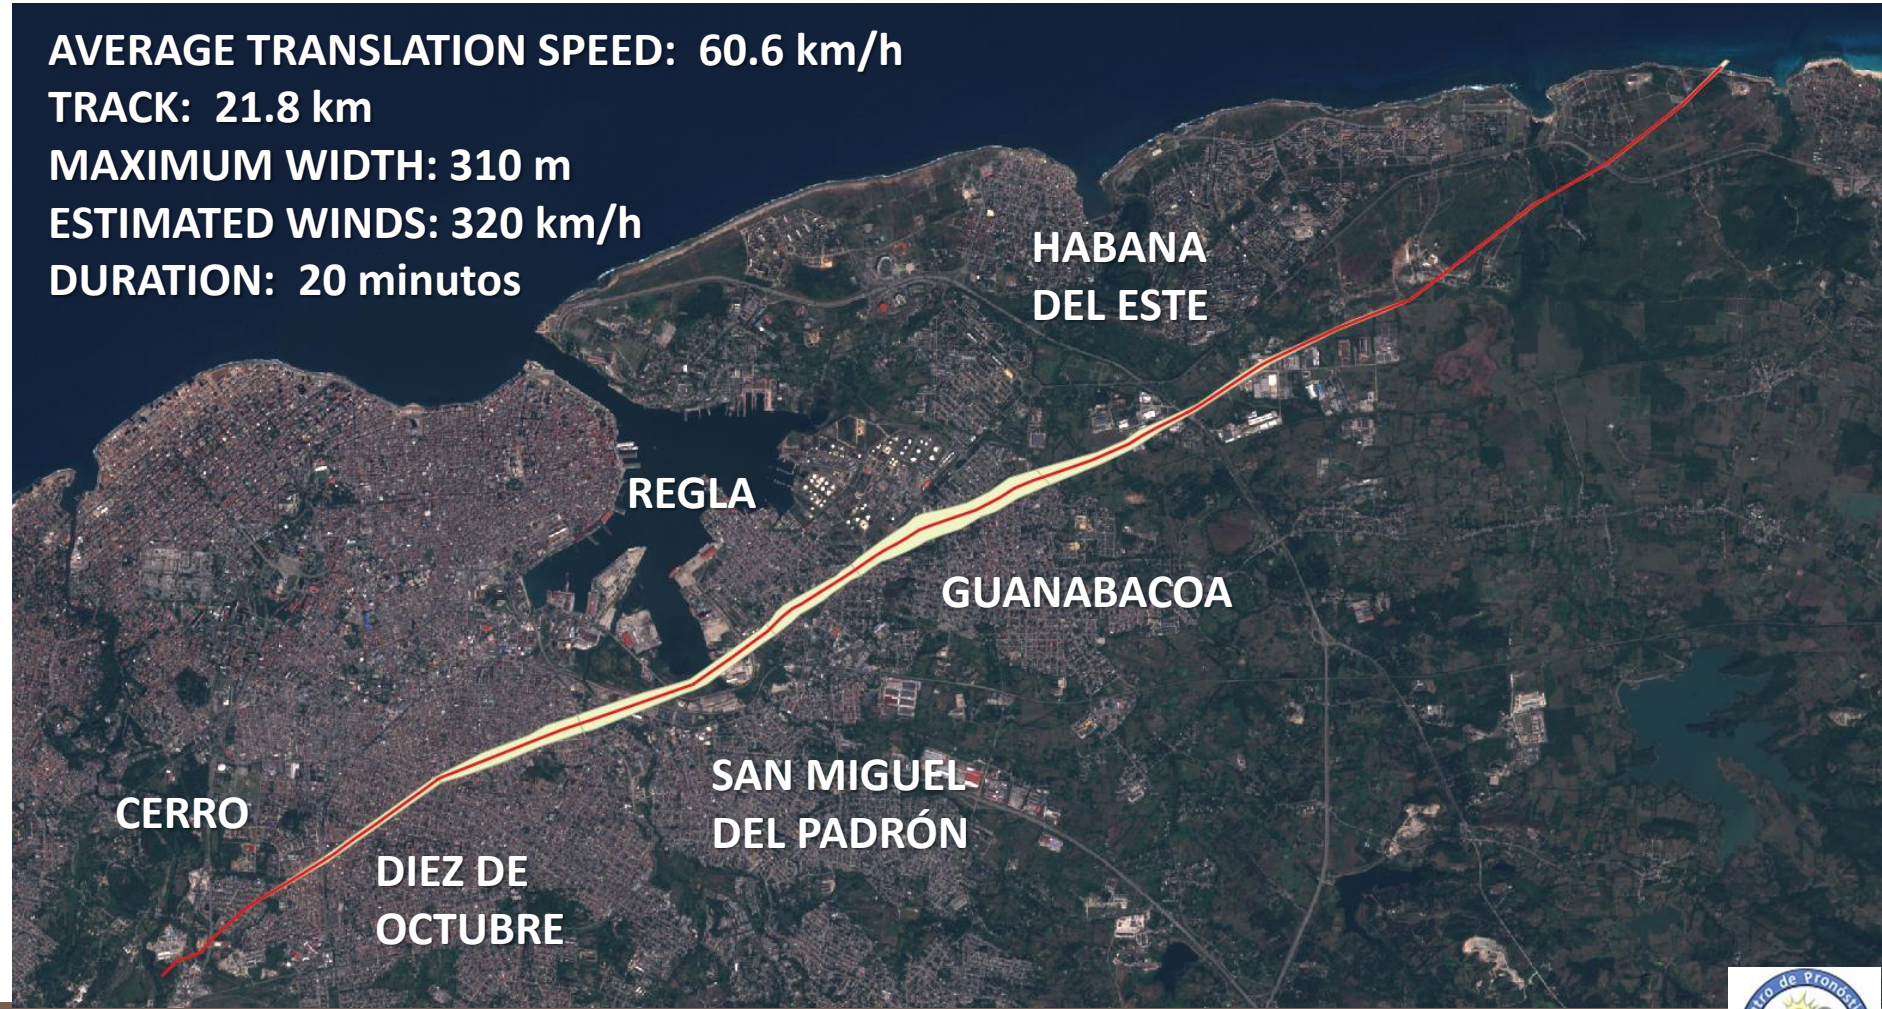 AVERAGE TRANSLATION SPEED: 60.6 km/h
TRACK: 21.8 km
MAXIMUM WIDTH: 310 m
ESTIMATED WINDS: 320 km/h
DURATION: 20 minutos
HABANA
DEL ESTE
REGLA
GUANABACOA
SAN MIGUEL
DEL PADRÓN
CERRO
DIEZ DE
OCTUBRE
de